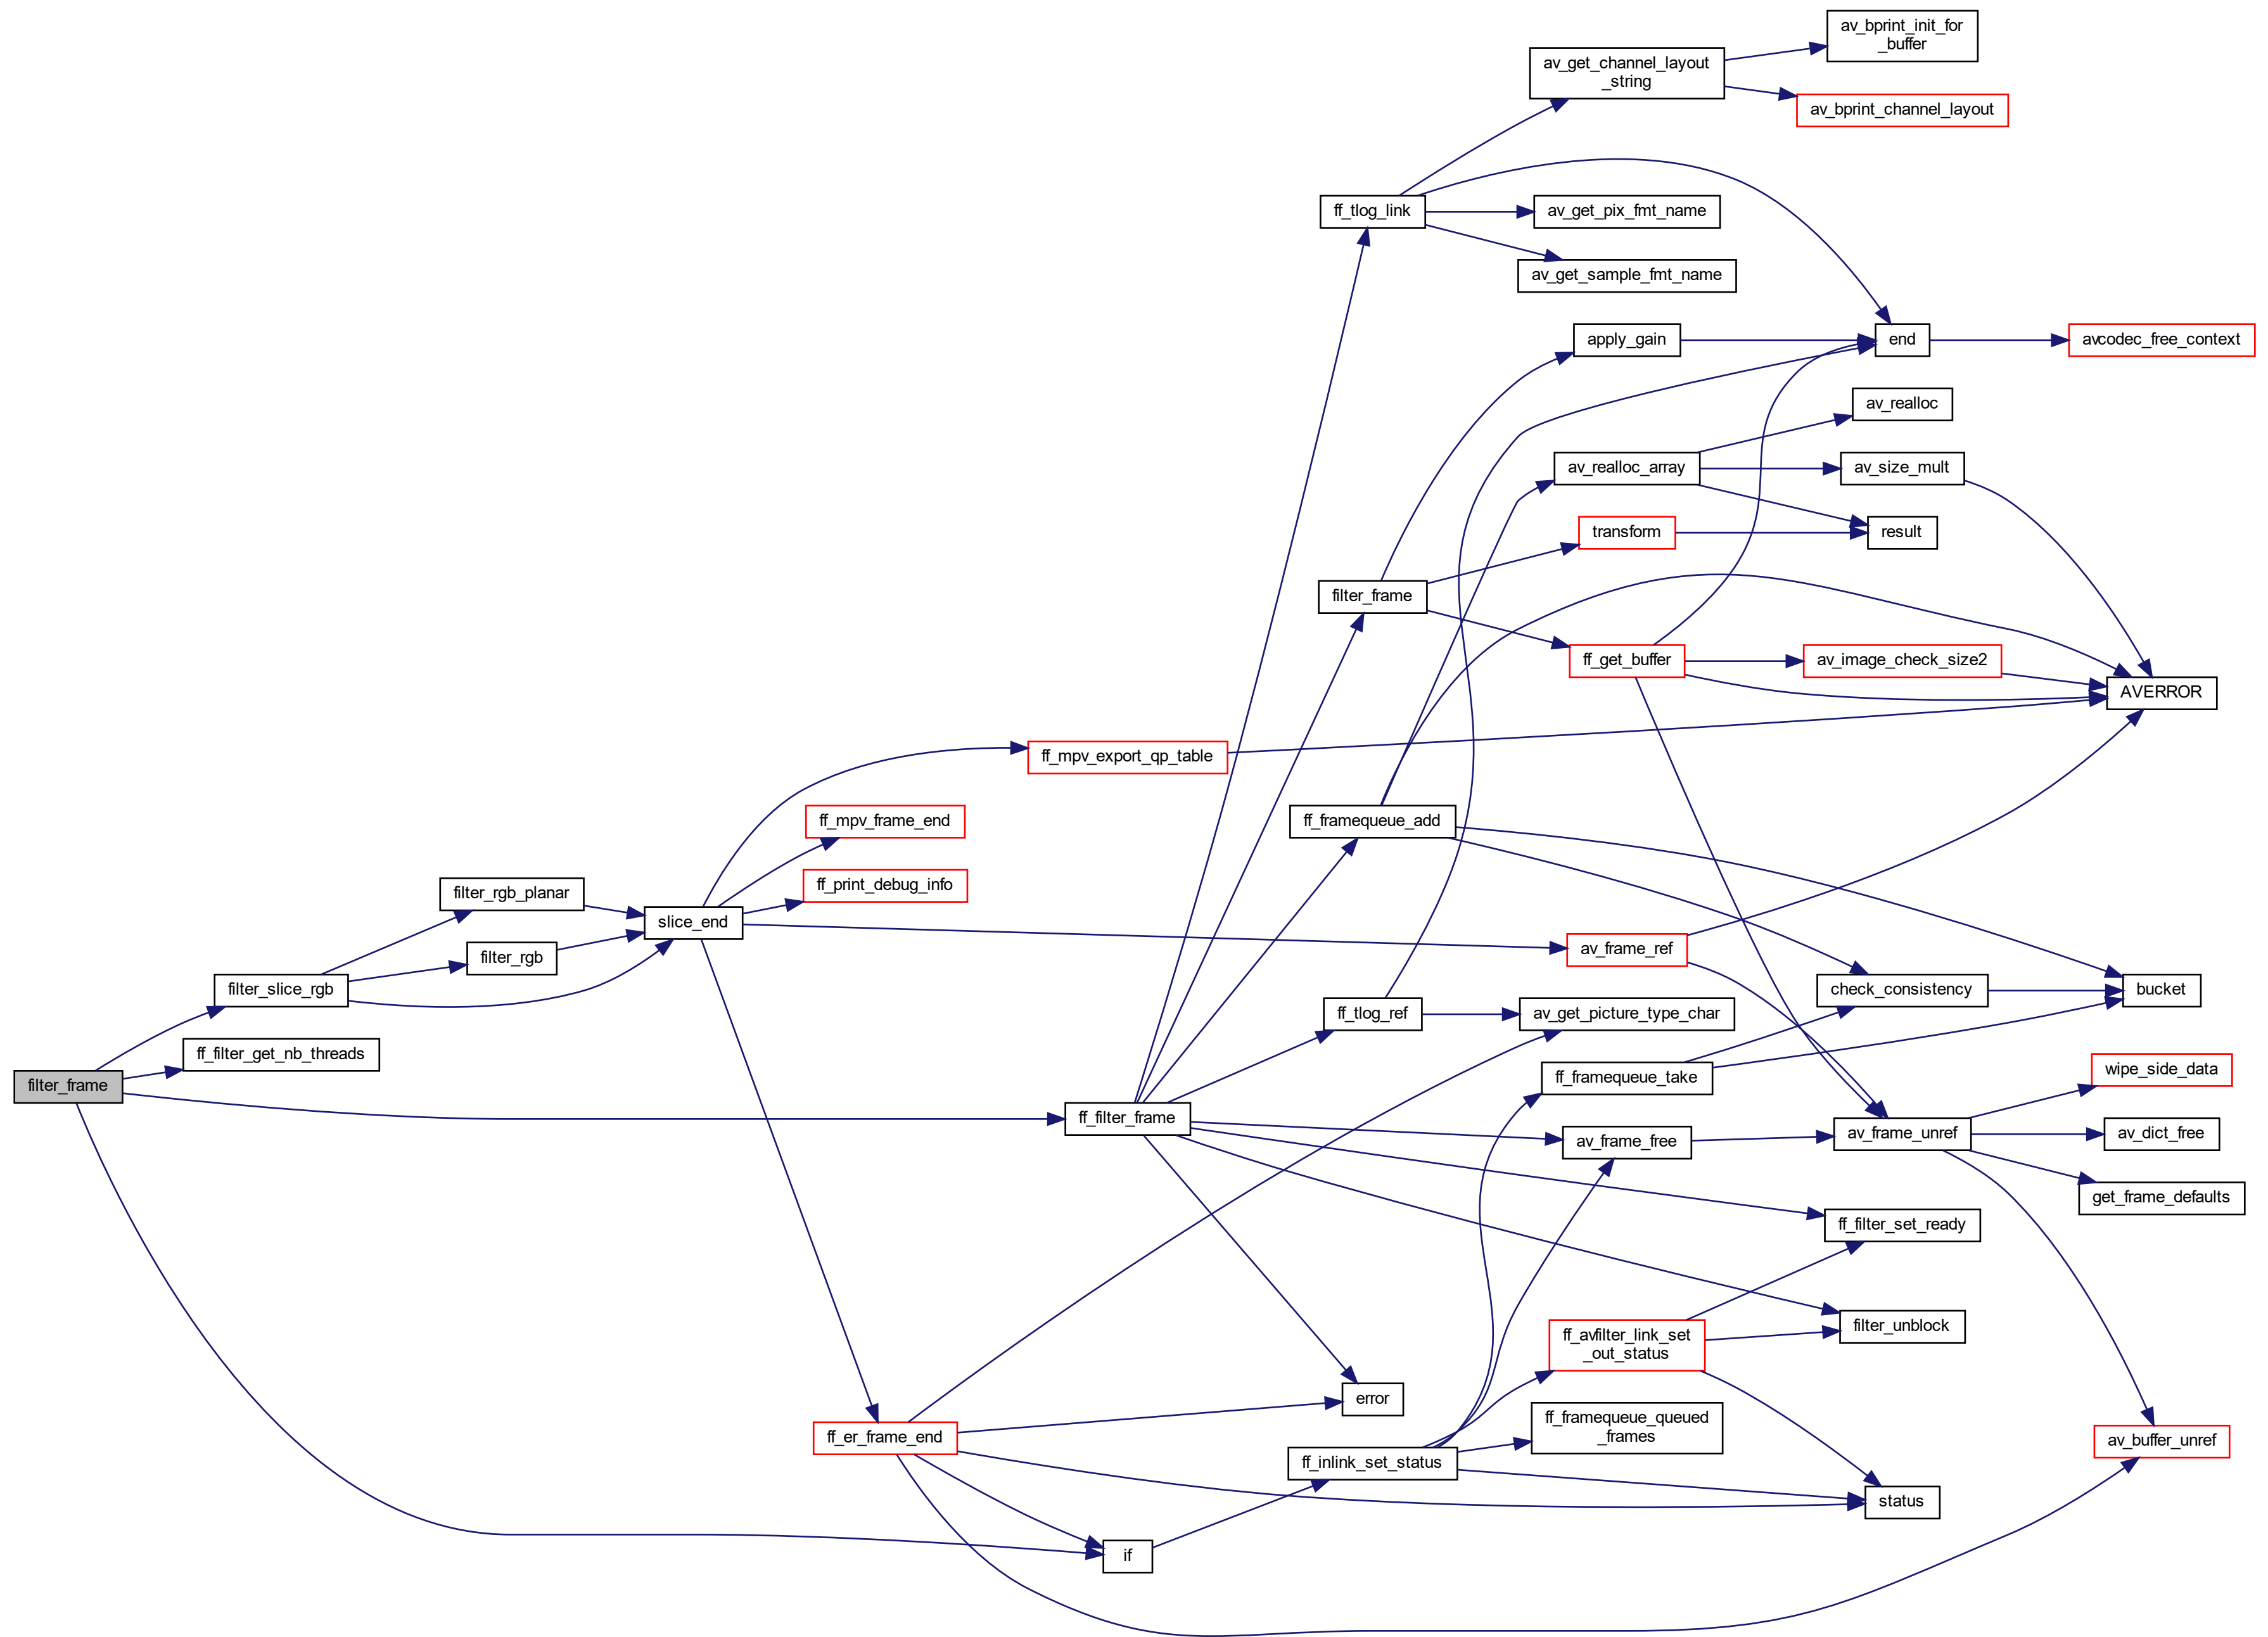 av_bprint_init_for
_buffer
av_get_channel_layout
_string
av_bprint_channel_layout
ff_tlog_link
av_get_pix_fmt_name
av_get_sample_fmt_name
apply_gain
end
avcodec_free_context
av_realloc
av_realloc_array
av_size_mult
transform
result
filter_frame
ff_get_buffer
av_image_check_size2
AVERROR
ff_mpv_export_qp_table
ff_mpv_frame_end
ff_framequeue_add
ff_print_debug_info
filter_rgb_planar
slice_end
filter_rgb
av_frame_ref
filter_slice_rgb
check_consistency
bucket
ff_tlog_ref
av_get_picture_type_char
ff_filter_get_nb_threads
filter_frame
ff_framequeue_take
wipe_side_data
ff_filter_frame
av_frame_free
av_frame_unref
av_dict_free
get_frame_defaults
ff_filter_set_ready
ff_avfilter_link_set
_out_status
filter_unblock
error
ff_er_frame_end
ff_framequeue_queued
_frames
av_buffer_unref
ff_inlink_set_status
status
if